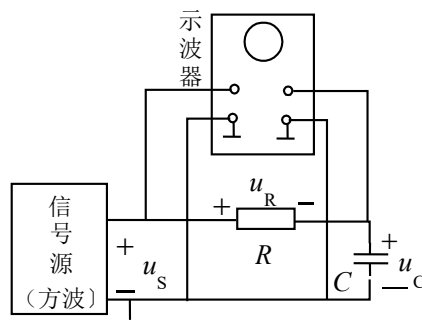 示
波
器
u_R
+ −
R
信
号
源
（方波）
+
u_S
−
+
C
u_C
−